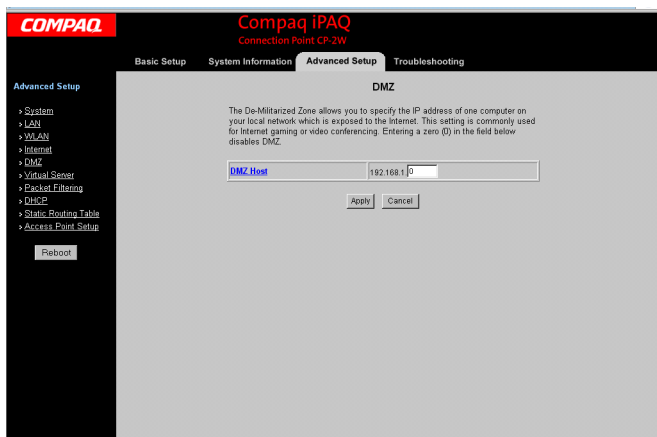 COMPAQ
Compaq iPAQ
Connection Point CP-2W
Basic Setup System Information Advanced Setup Troubleshooting
Advanced Setup
› System
› LAN
› WLAN
› Internet
› DMZ
› Virtual Server
› Packet Filtering
› DHCP
› Static Routing Table
› Access Point Setup
Reboot
DMZ
The De-Militarized Zone allows you to specify the IP address of one computer on
your local network which is exposed to the Internet. This setting is commonly used
for Internet gaming or video conferencing. Entering a zero (0) in the field below
disables DMZ.
DMZ Host 192.168.1. 0
Apply Cancel